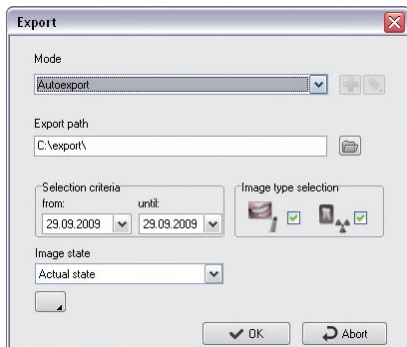 Export
Mode
Autoexport
Export path
C:\export\
Selection criteria
Image type selection
from:
until:
29.09.2009
29.09.2009
Image state
Actual state
OK
Abort